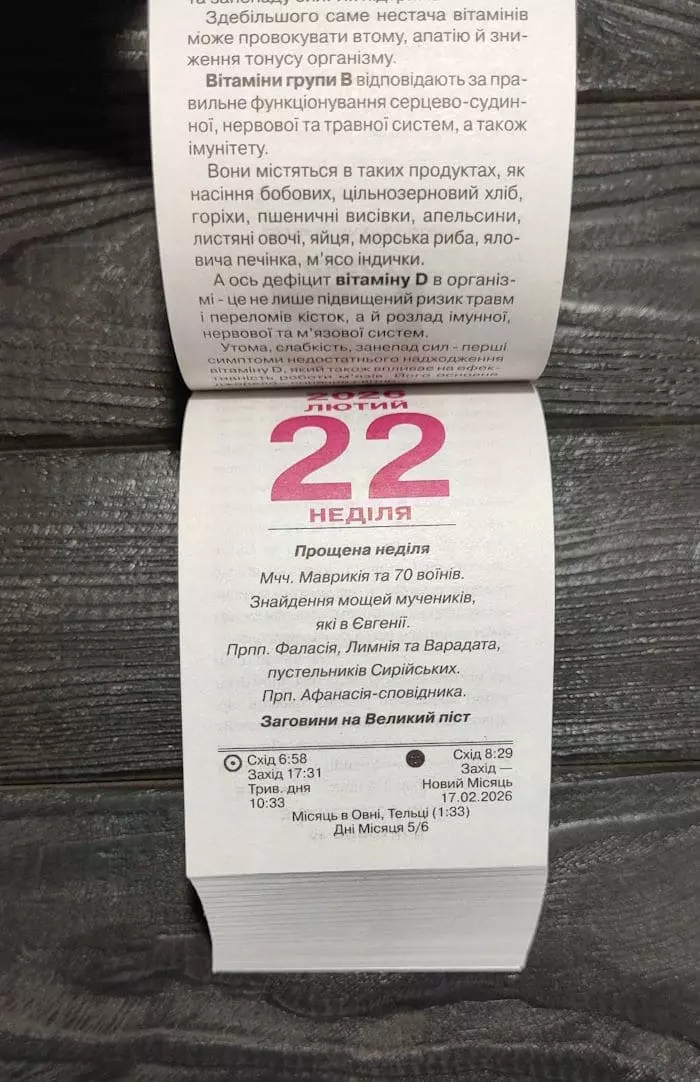 Здебільшого саме нестача вітамінів
може провокувати втому, апатію й зни-
ження тонусу організму.
Вітаміни групи В відповідають за пра-
вильне функціонування серцево-судин-
ної, нервової та травної систем, а також
імунітету.
Вони містяться в таких продуктах, як
насіння бобових, цільнозерновий хліб,
горіхи, пшеничні висівки, апельсини,
листяні овочі, яйця, морська риба, яло-
вича печінка, м'ясо індички.
А ось дефіцит вітаміну D в організ-
мі - це не лише підвищений ризик травм
і переломів кісток, а й розлад імунної,
нервової та м'язової систем.
Утома, слабкість, занепад сил - перші
симптоми недостатнього надходження
вітаміну D, який також впливає на ефек-
тивність роботи м'язів. Його основне
2026
ЛЮТИЙ
22
НЕДІЛЯ
Прощена неділя
Мчч. Маврикія та 70 воїнів.
Знайдення мощей мучеників,
які в Євгенії.
Прпп. Фаласія, Лимнія та Варадата,
пустельників Сирійських.
Прп. Афанасія-сповідника.
Заговини на Великий піст
Схід 6:58
Захід 17:31
Трив. дня
10:33
Схід 8:29
Захід —
Новий Місяць
17.02.2026
Місяць в Овні, Тельці (1:33)
Дні Місяця 5/6